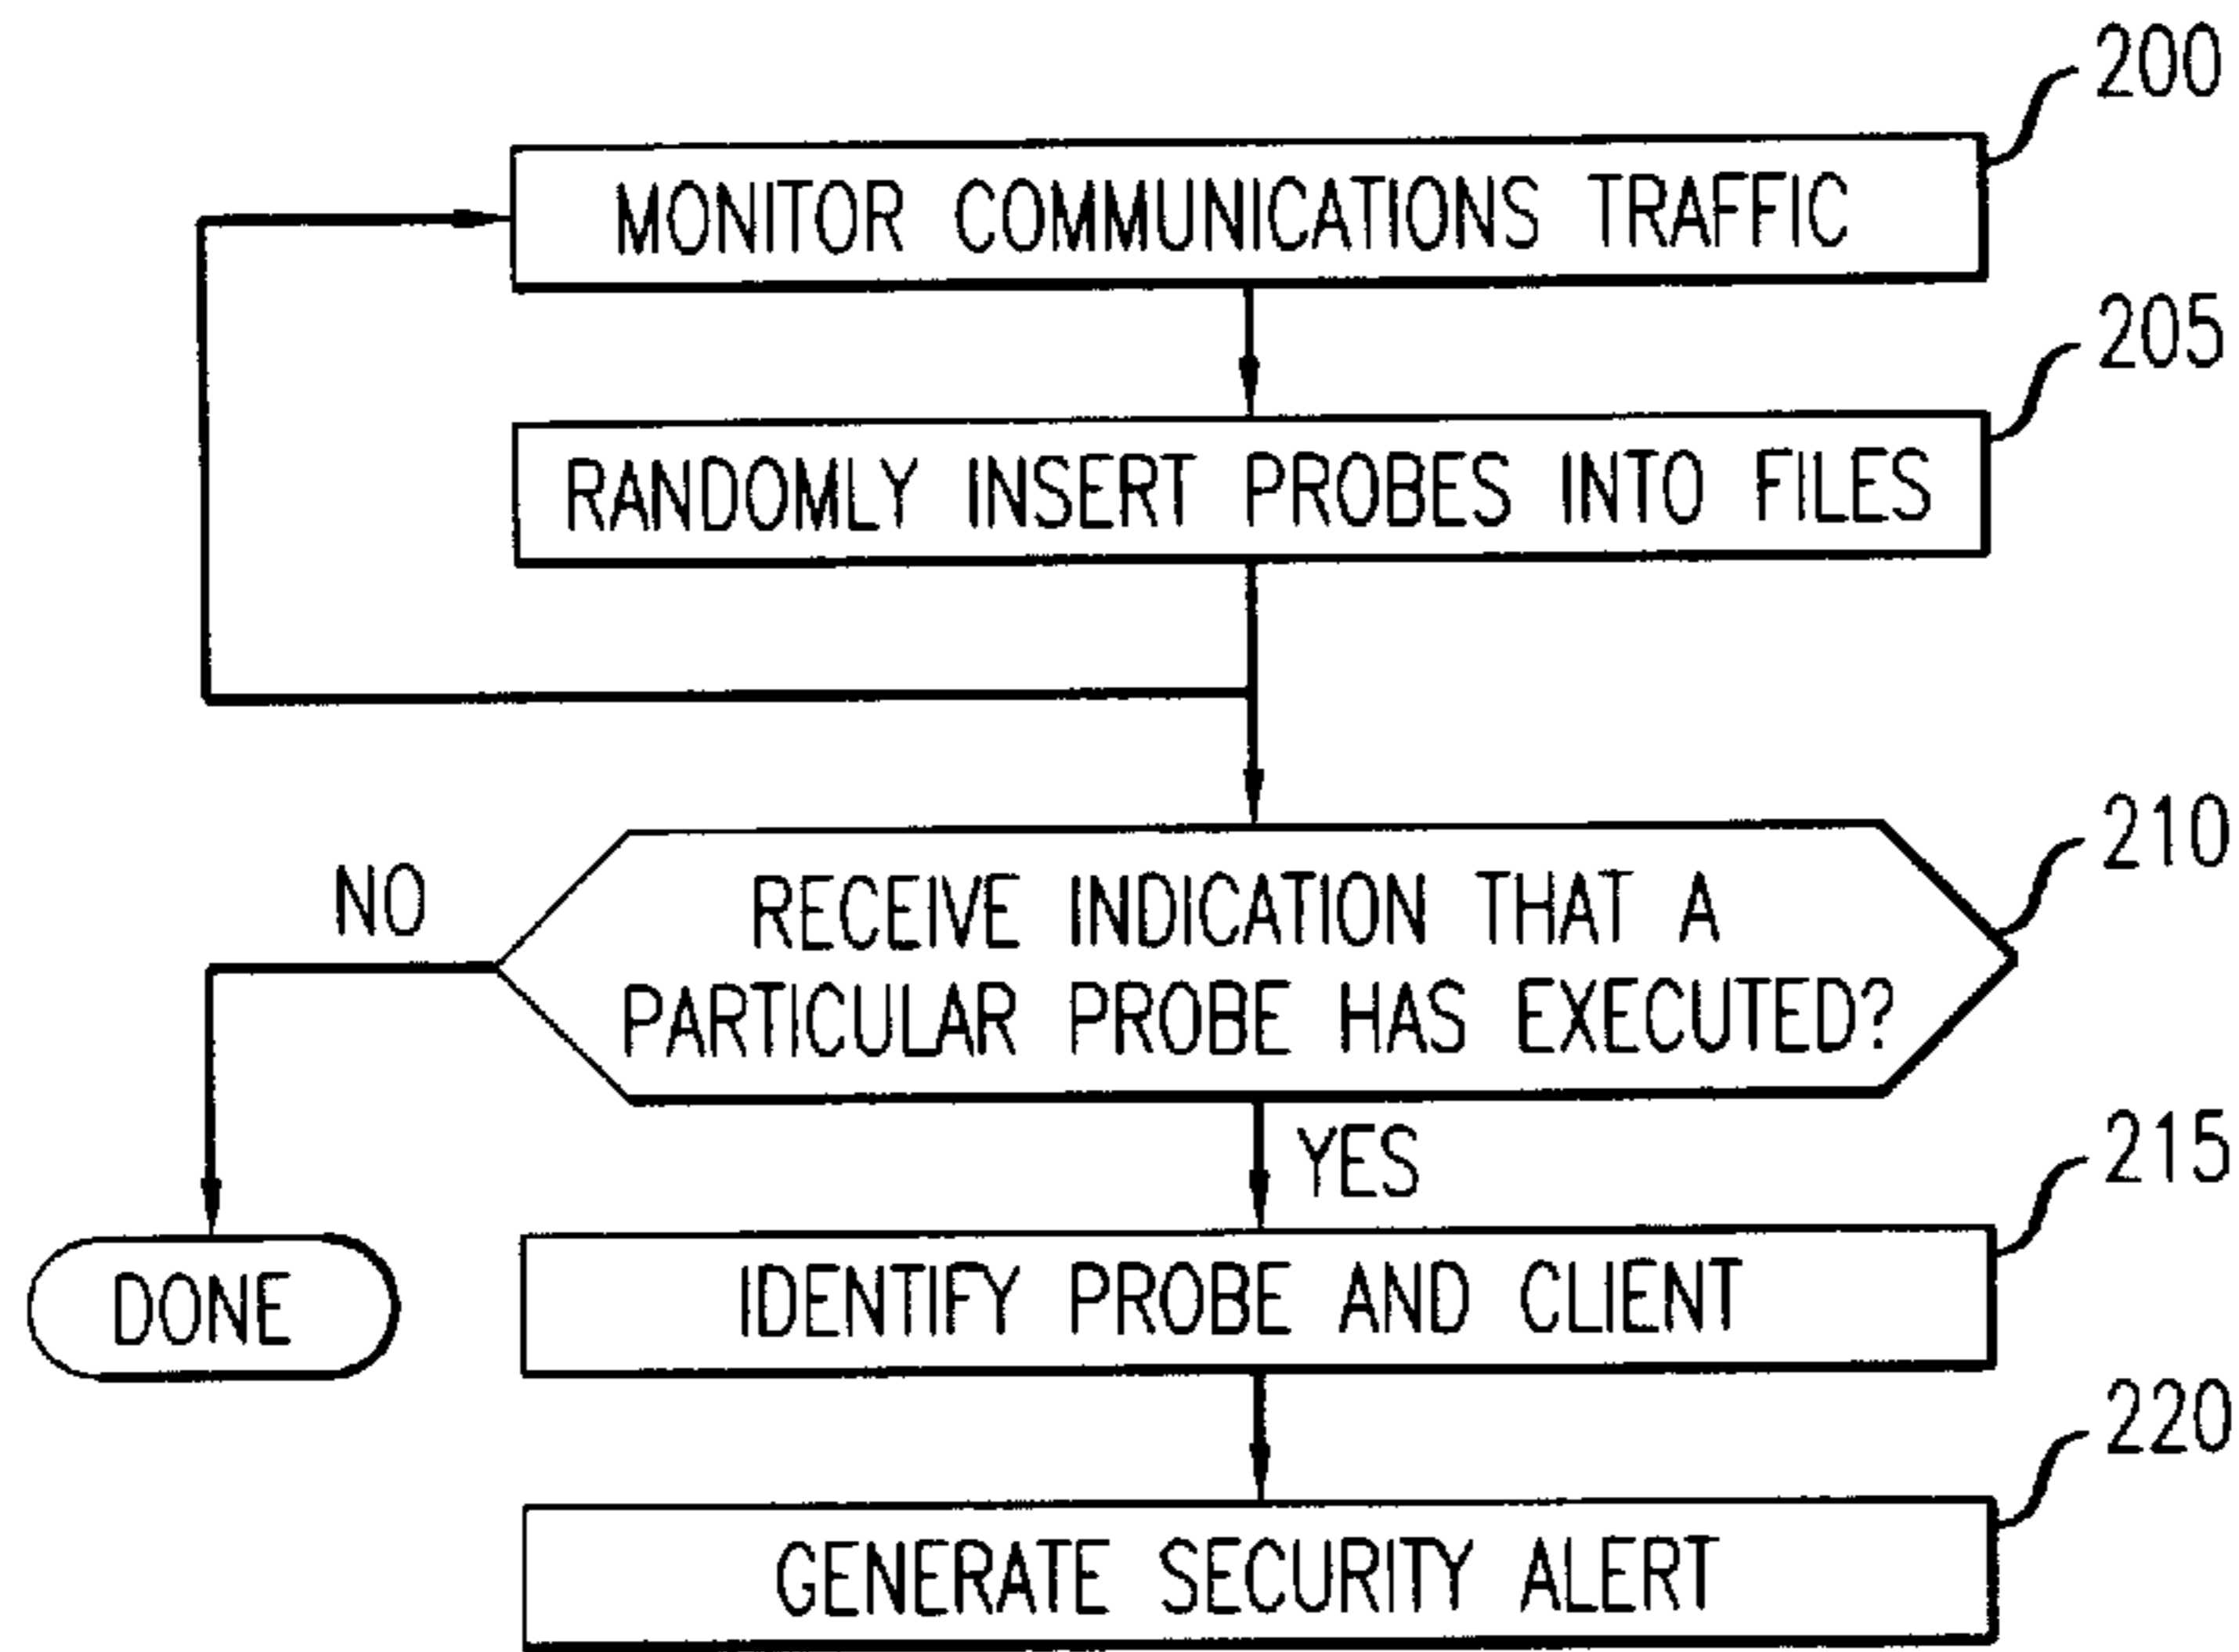 200
MONITOR COMMUNICATIONS TRAFFIC
205
RANDOMLY INSERT PROBES INTO FILES
210
NO
RECEIVE INDICATION THAT A
PARTICULAR PROBE HAS EXECUTED?
YES
215
DONE
IDENTIFY PROBE AND CLIENT
220
GENERATE SECURITY ALERT